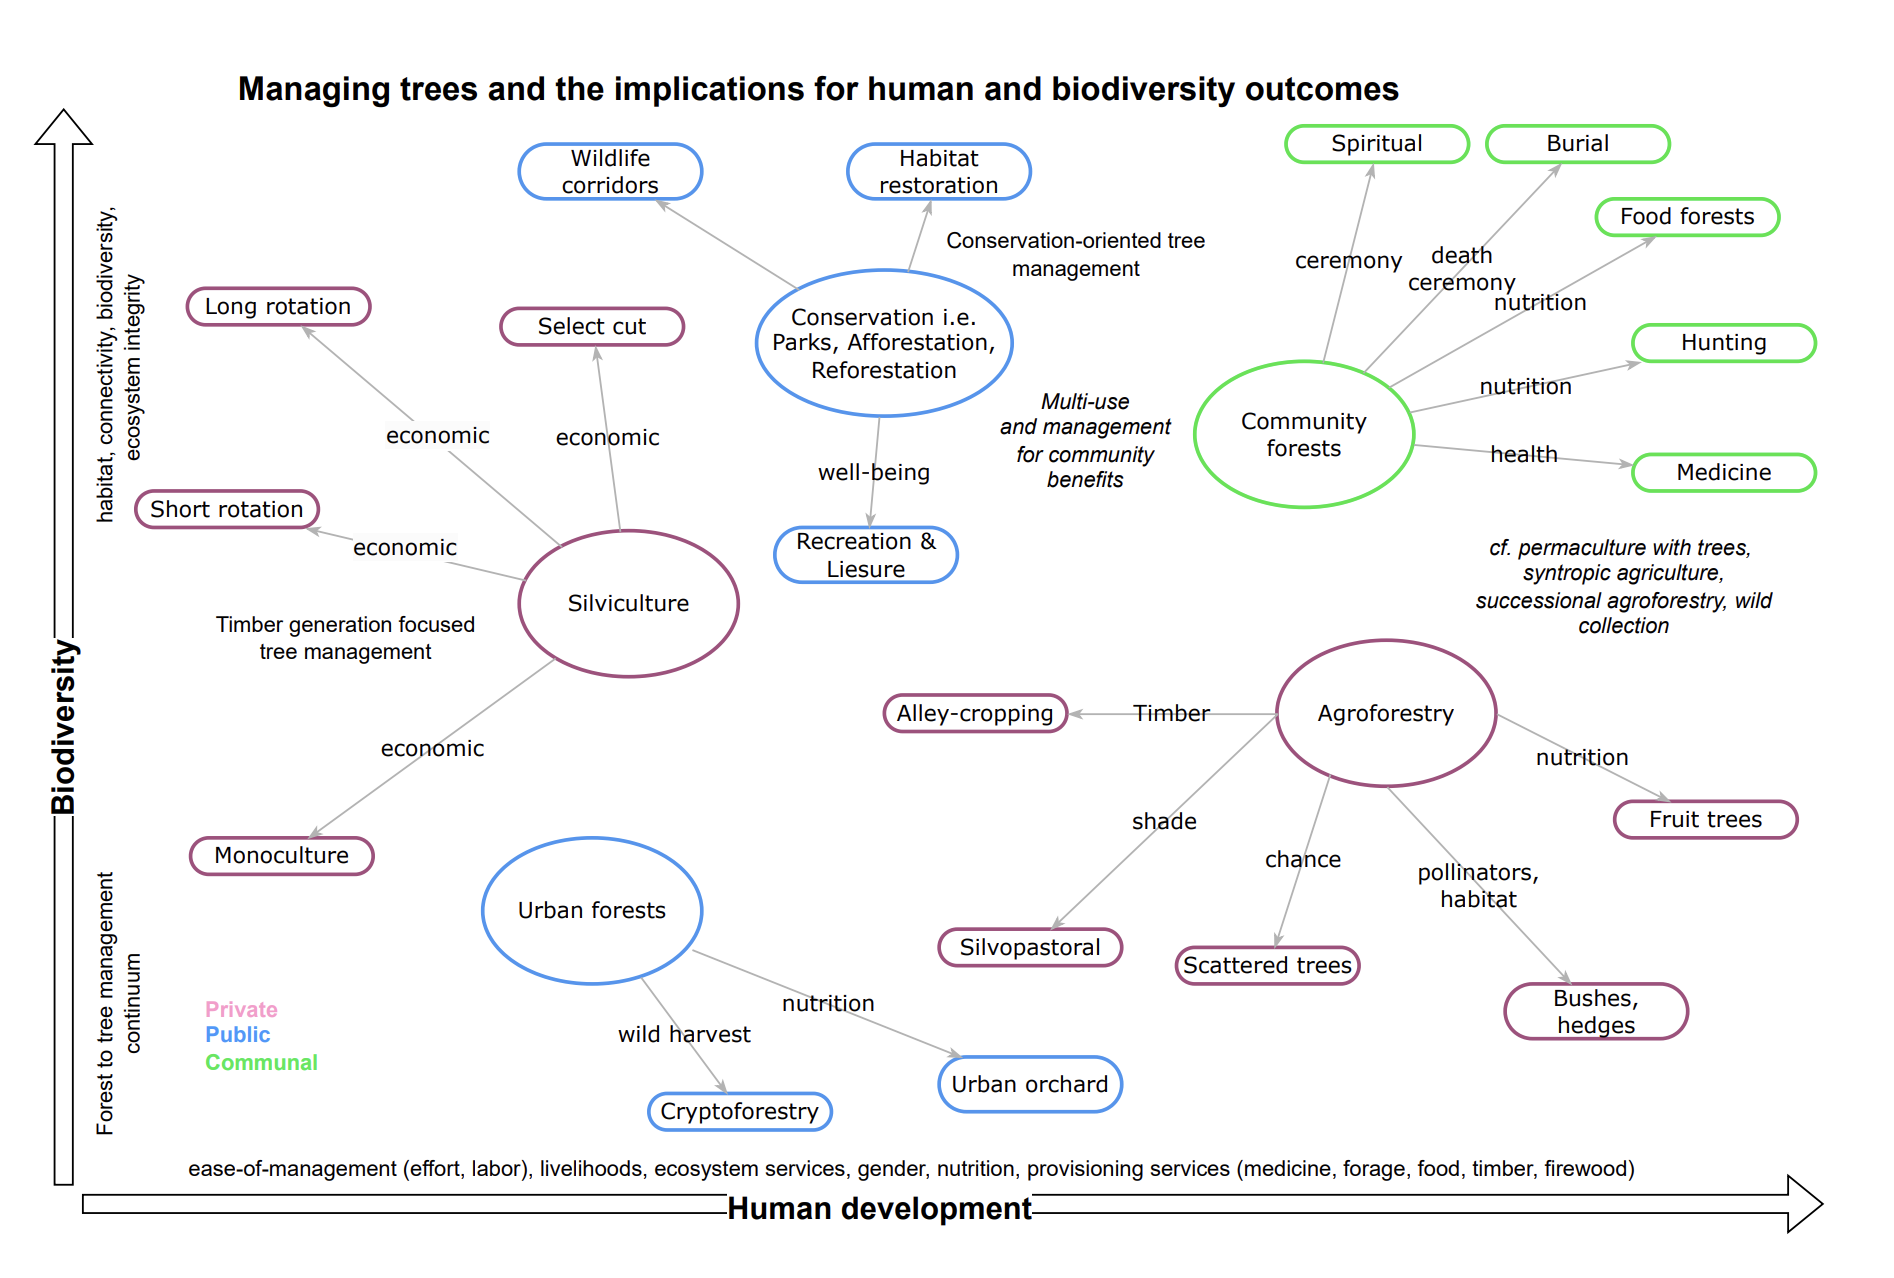 Managing trees and the implications for human and biodiversity outcomes
Wildlife
corridors
Habitat
restoration
Spiritual
Burial
Food forests
Conservation-oriented tree
management
ceremony
death
ceremony
nutrition
habitat, connectivity, biodiversity,
ecosystem integrity
Long rotation
Select cut
Conservation i.e.
Parks, Afforestation,
Reforestation
Hunting
nutrition
Multi-use
and management
for community
benefits
Community
forests
economic
economic
well-being
health
Medicine
Short rotation
economic
Recreation &
Liesure
cf. permaculture with trees,
syntropic agriculture,
successional agroforestry, wild
collection
Silviculture
Timber generation focused
tree management
Biodiversity
Alley-cropping
Timber
Agroforestry
economic
nutrition
shade
Fruit trees
Monoculture
chance
pollinators,
habitat
Urban forests
Silvopastoral
Scattered trees
Bushes,
hedges
Forest to tree management
continuum
Private
Public
Communal
nutrition
wild harvest
Urban orchard
Cryptoforestry
ease-of-management (effort, labor), livelihoods, ecosystem services, gender, nutrition, provisioning services (medicine, forage, food, timber, firewood)
Human development